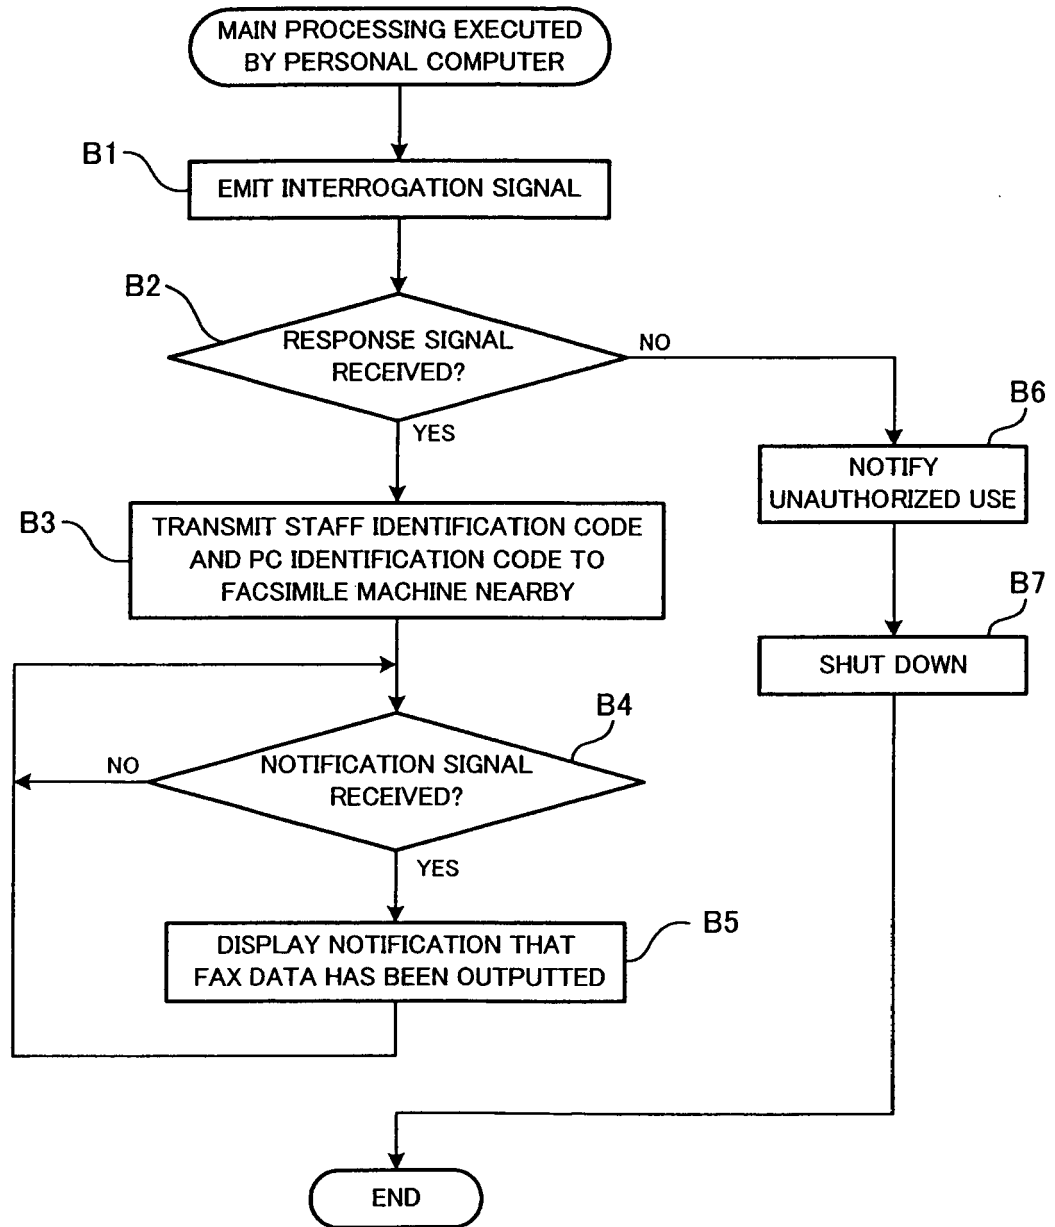 MAIN PROCESSING EXECUTED
BY PERSONAL COMPUTER
B1
EMIT INTERROGATION SIGNAL
B2
RESPONSE SIGNAL
RECEIVED?
NO
YES
B6
NOTIFY
UNAUTHORIZED USE
B3
TRANSMIT STAFF IDENTIFICATION CODE
AND PC IDENTIFICATION CODE TO
FACSIMILE MACHINE NEARBY
B7
SHUT DOWN
B4
NOTIFICATION SIGNAL
RECEIVED?
NO
YES
B5
DISPLAY NOTIFICATION THAT
FAX DATA HAS BEEN OUTPUTTED
END